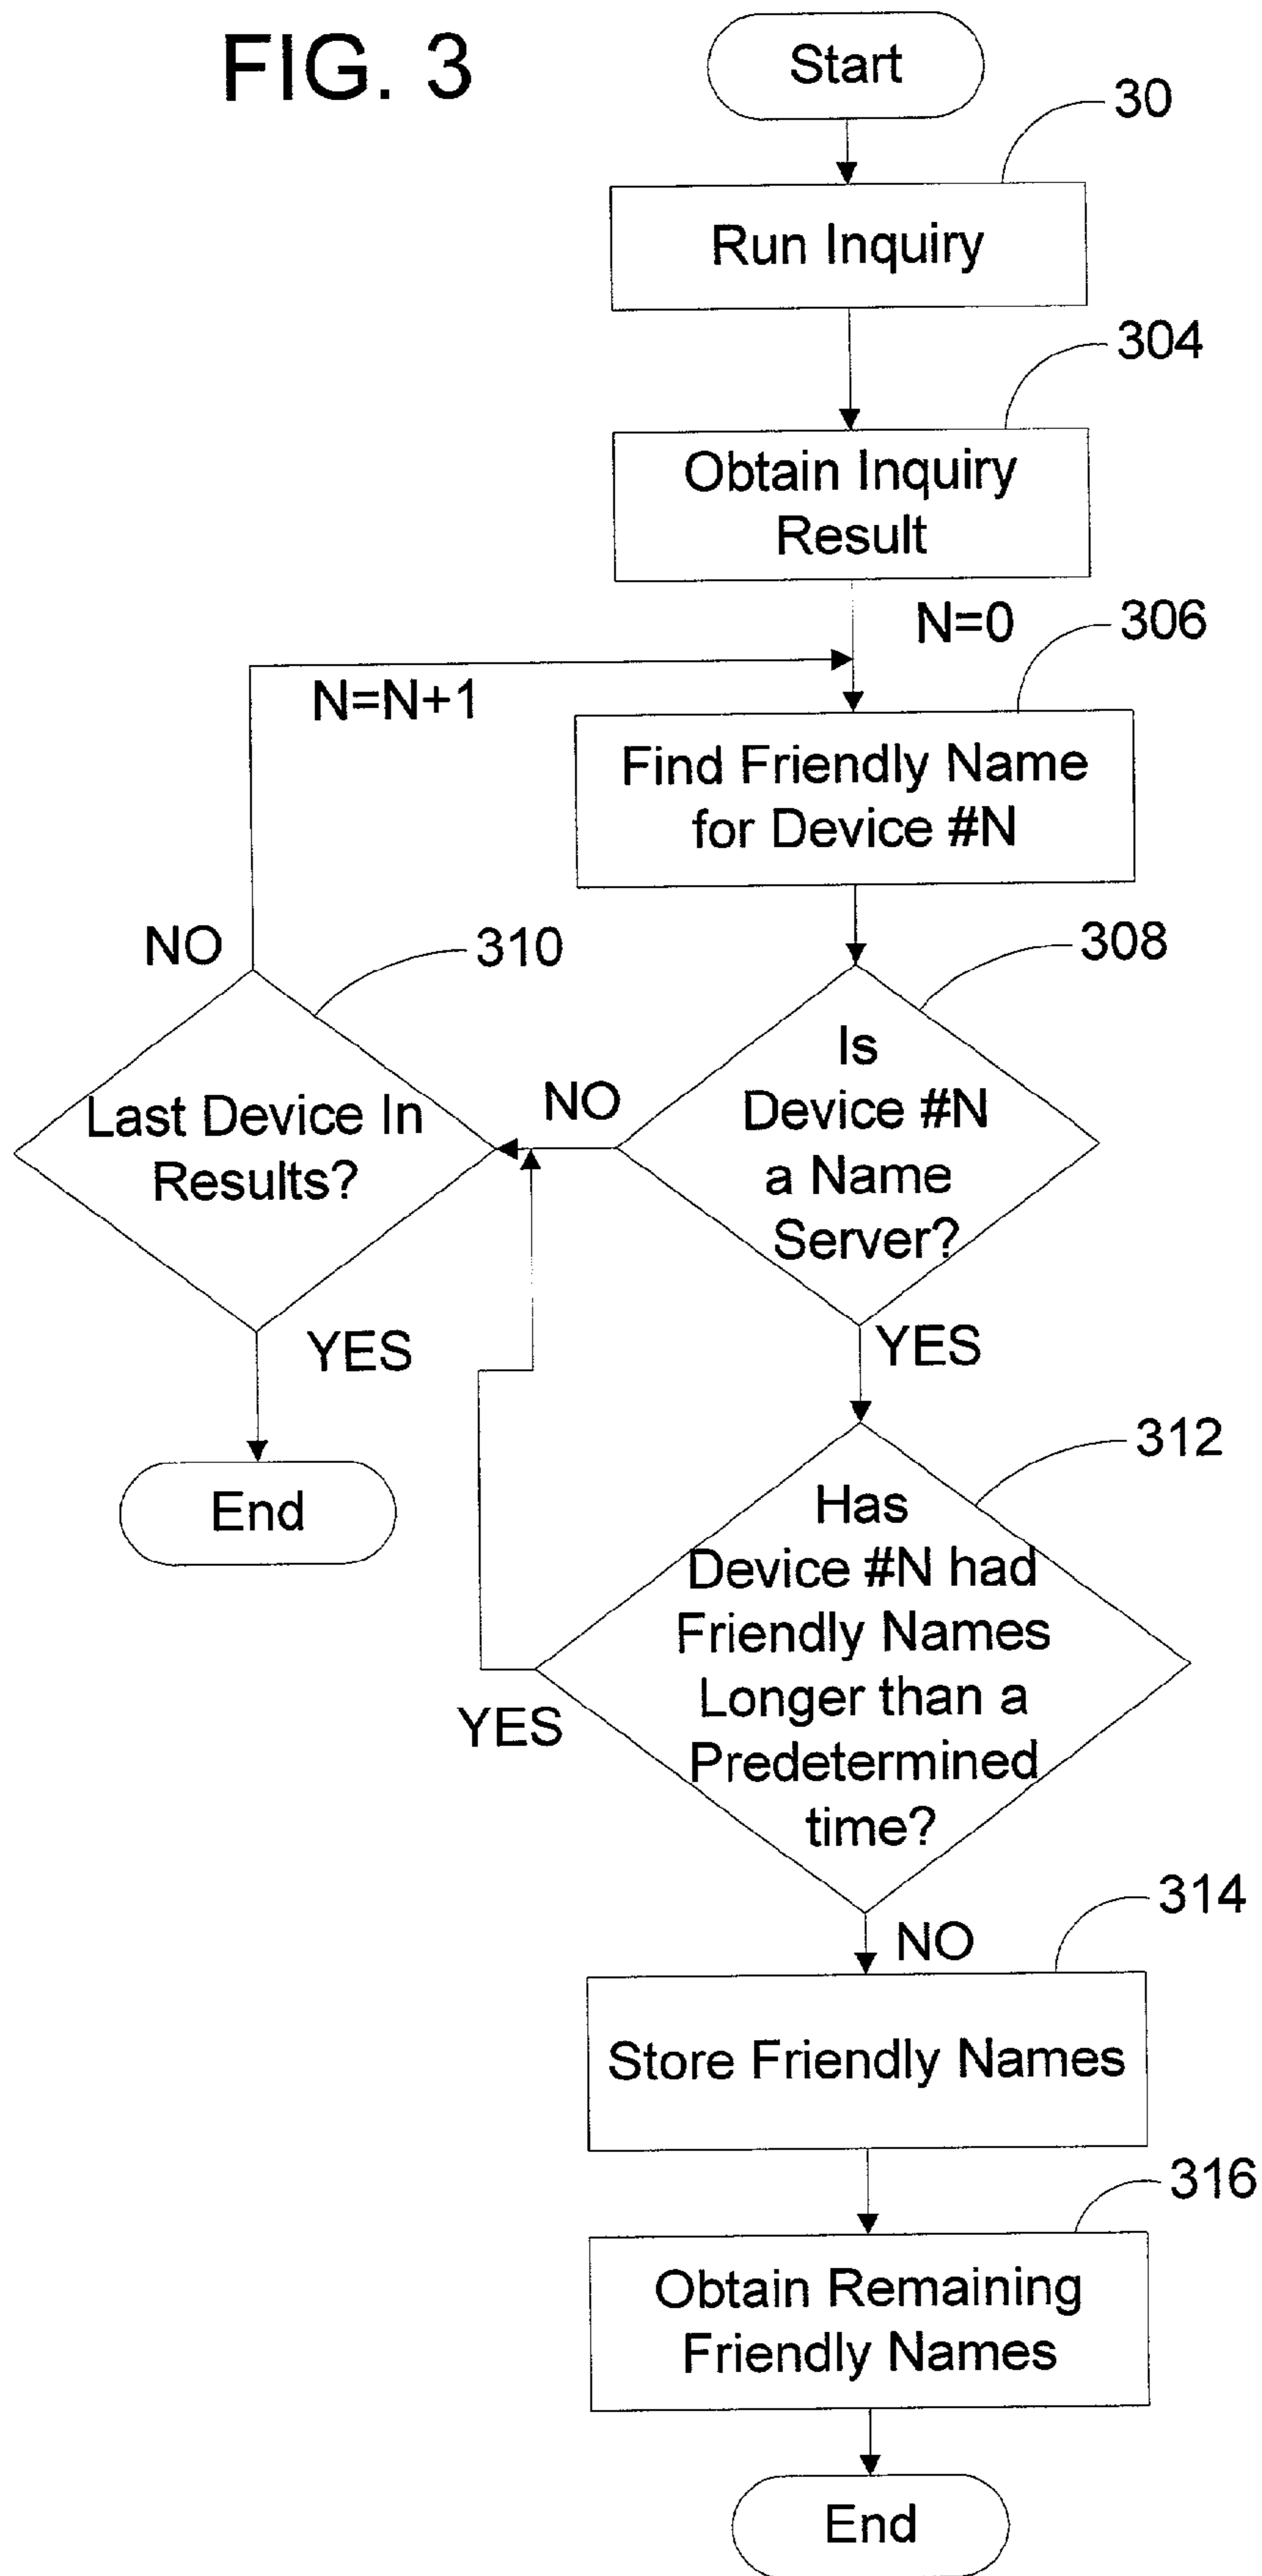 FIG. 3
Start
30
Run Inquiry
304
Obtain Inquiry
Result
N=0
306
N=N+1
Find Friendly Name
for Device #N
NO
310
308
Is
Device #N
a Name
Server?
NO
Last Device In
Results?
YES
YES
End
312
Has
Device #N had
Friendly Names
Longer than a
Predetermined
time?
YES
NO
314
Store Friendly Names
316
Obtain Remaining
Friendly Names
End